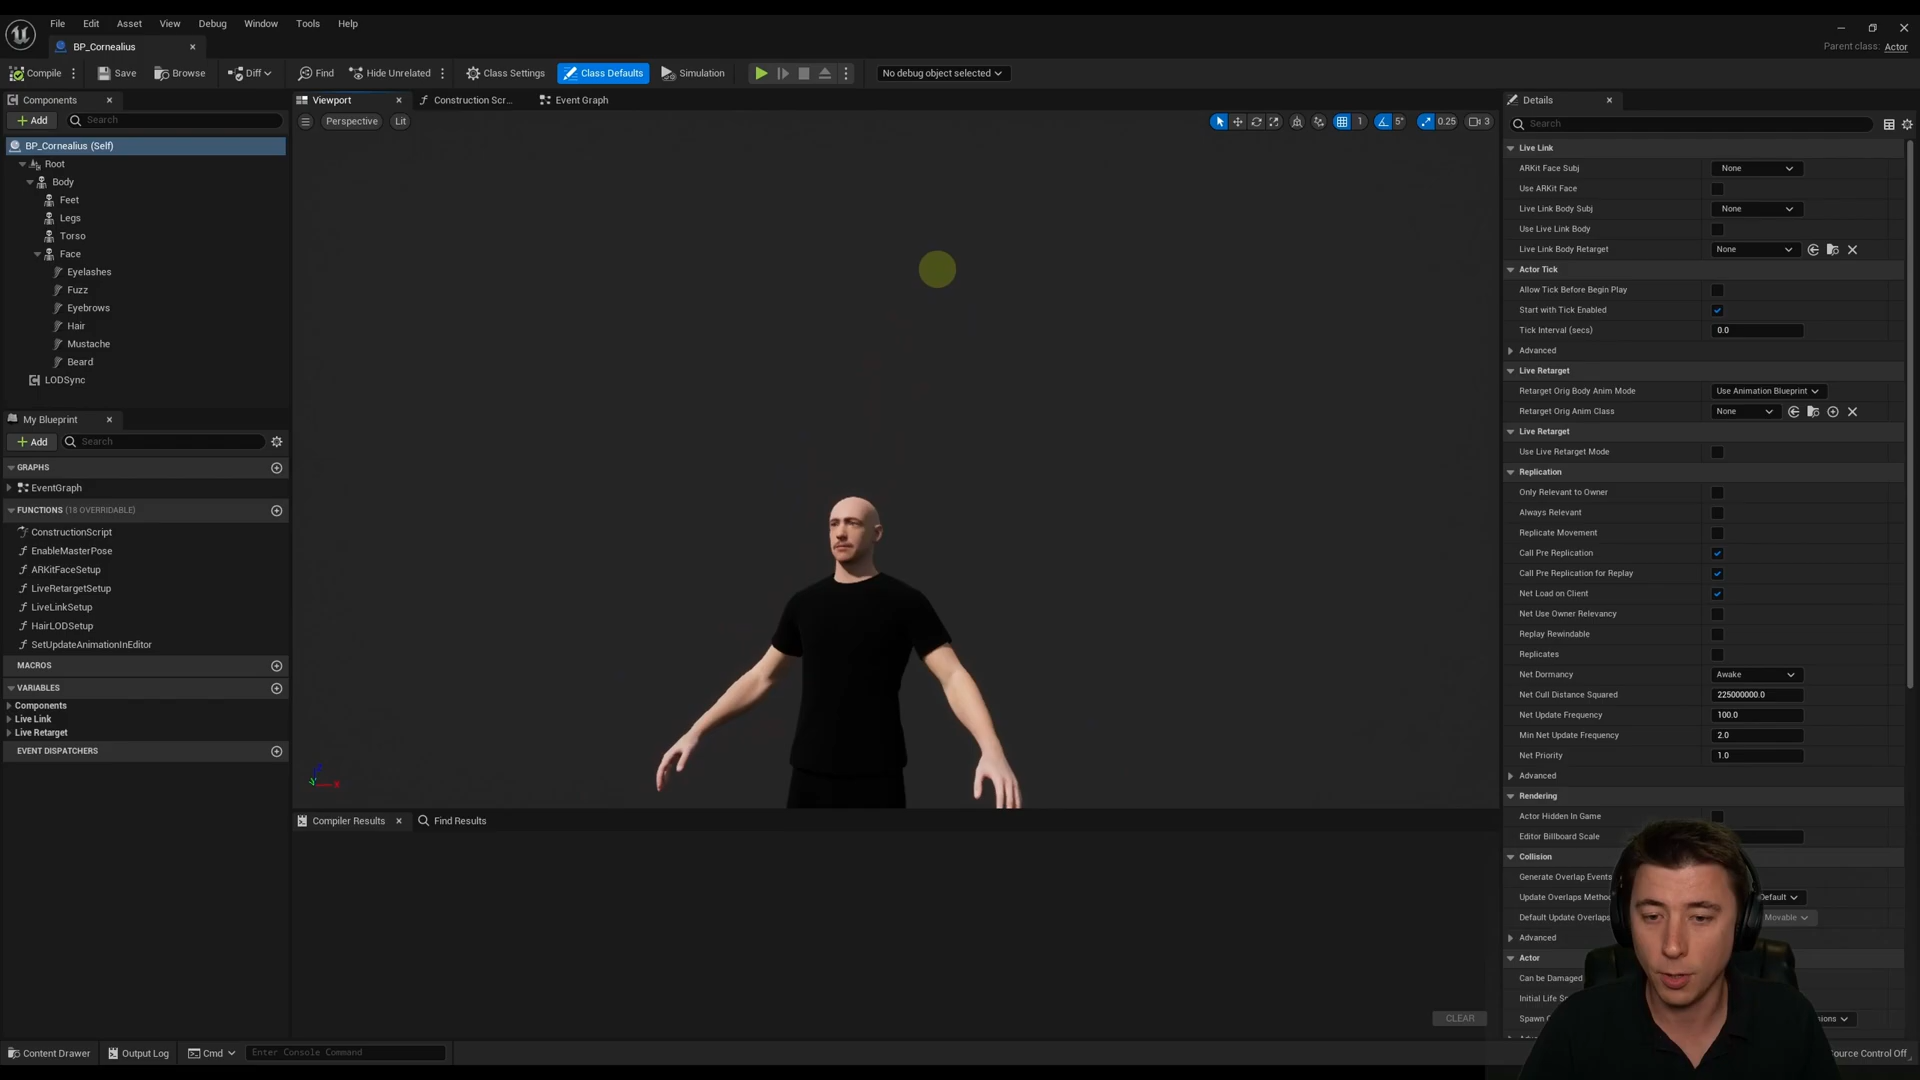 File Edit Asset View Debug Window Tools Help
BP_Cornealius
Parent class: Actor
Compile Save Browse Diff Find Hide Unrelated Class Settings Class Defaults Simulation No debug object selected
Components
Add Search
BP_Cornealius (Self)
Root
Body
Feet
Legs
Torso
Face
Eyelashes
Fuzz
Eyebrows
Hair
Mustache
Beard
LODSync
My Blueprint
Add Search
GRAPHS
EventGraph
FUNCTIONS (18 OVERRIDABLE)
ConstructionScript
EnableMasterPose
ARKitFaceSetup
LiveRetargetSetup
LiveLinkSetup
HairLODSetup
SetUpdateAnimationInEditor
MACROS
VARIABLES
Components
Live Link
Live Retarget
EVENT DISPATCHERS
Viewport Construction Scr... Event Graph
Perspective Lit
1 5° 0.25 3
Compiler Results Find Results
CLEAR
Details
Search
Live Link
ARKit Face Subj None
Use ARKit Face
Live Link Body Subj None
Use Live Link Body
Live Link Body Retarget None
Actor Tick
Allow Tick Before Begin Play
Start with Tick Enabled
Tick Interval (secs) 0.0
Advanced
Live Retarget
Retarget Orig Body Anim Mode Use Animation Blueprint
Retarget Orig Anim Class None
Live Retarget
Use Live Retarget Mode
Replication
Only Relevant to Owner
Always Relevant
Replicate Movement
Call Pre Replication
Call Pre Replication for Replay
Net Load on Client
Net Use Owner Relevancy
Replay Rewindable
Replicates
Net Dormancy Awake
Net Cull Distance Squared 225000000.0
Net Update Frequency 100.0
Min Net Update Frequency 2.0
Net Priority 1.0
Advanced
Rendering
Actor Hidden In Game
Editor Billboard Scale
Collision
Generate Overlap Events
Update Overlaps Metho Default
Default Update Overlaps Movable
Advanced
Actor
Can be Damaged
Initial Life
Spawn
Content Drawer Output Log Cmd Enter Console Command
ource Control Off